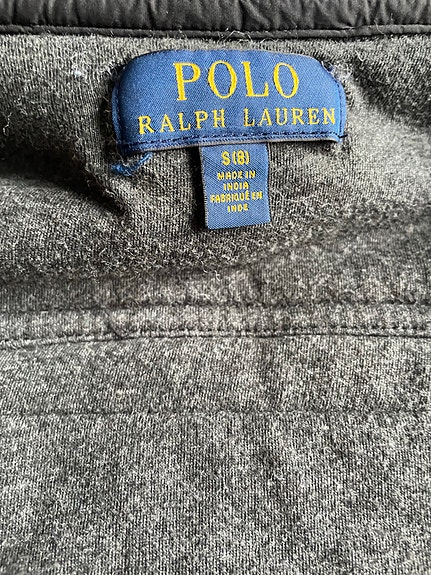 POLO
RALPH LAUREN
S(8)
MADE IN
INDIA
FABRIQUÉ EN
INDE